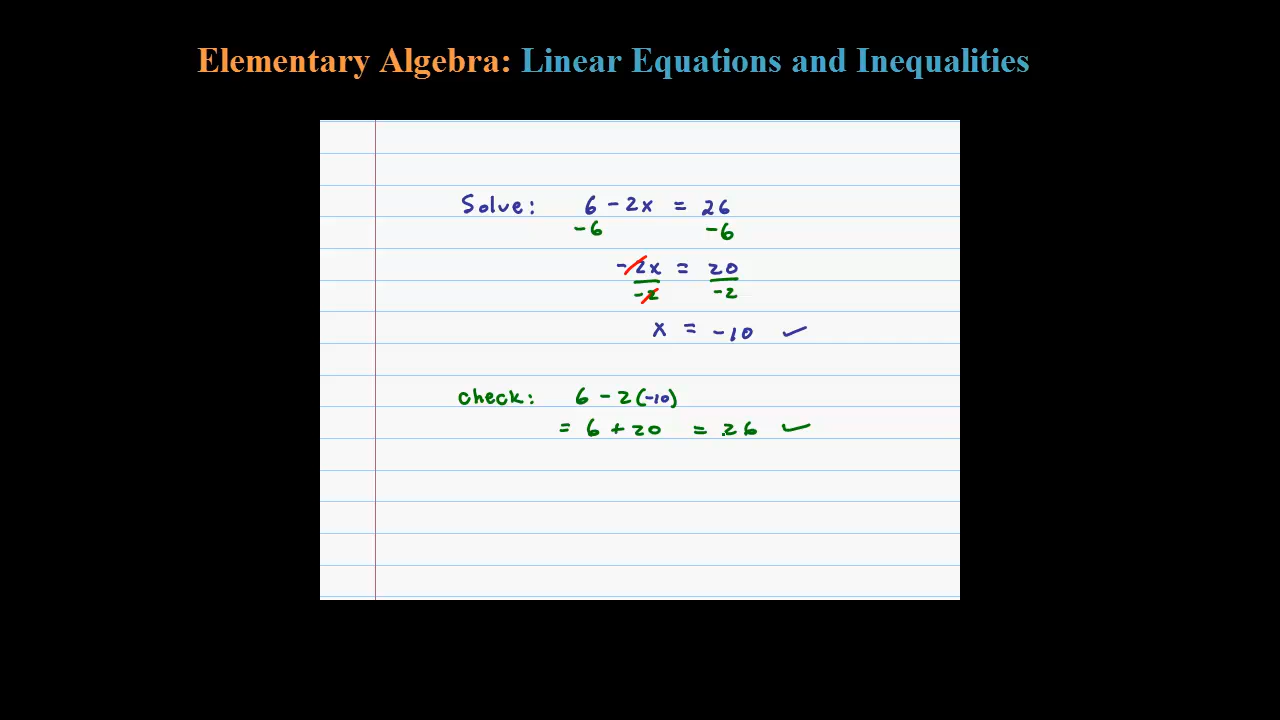 Elementary Algebra: Linear Equations and Inequalities
Solve: 6 - 2x = 26
-6 -6
-2x = 20
-2 -2
x = -10 ✓
Check: 6 - 2(-10)
= 6 + 20 = 26 ✓